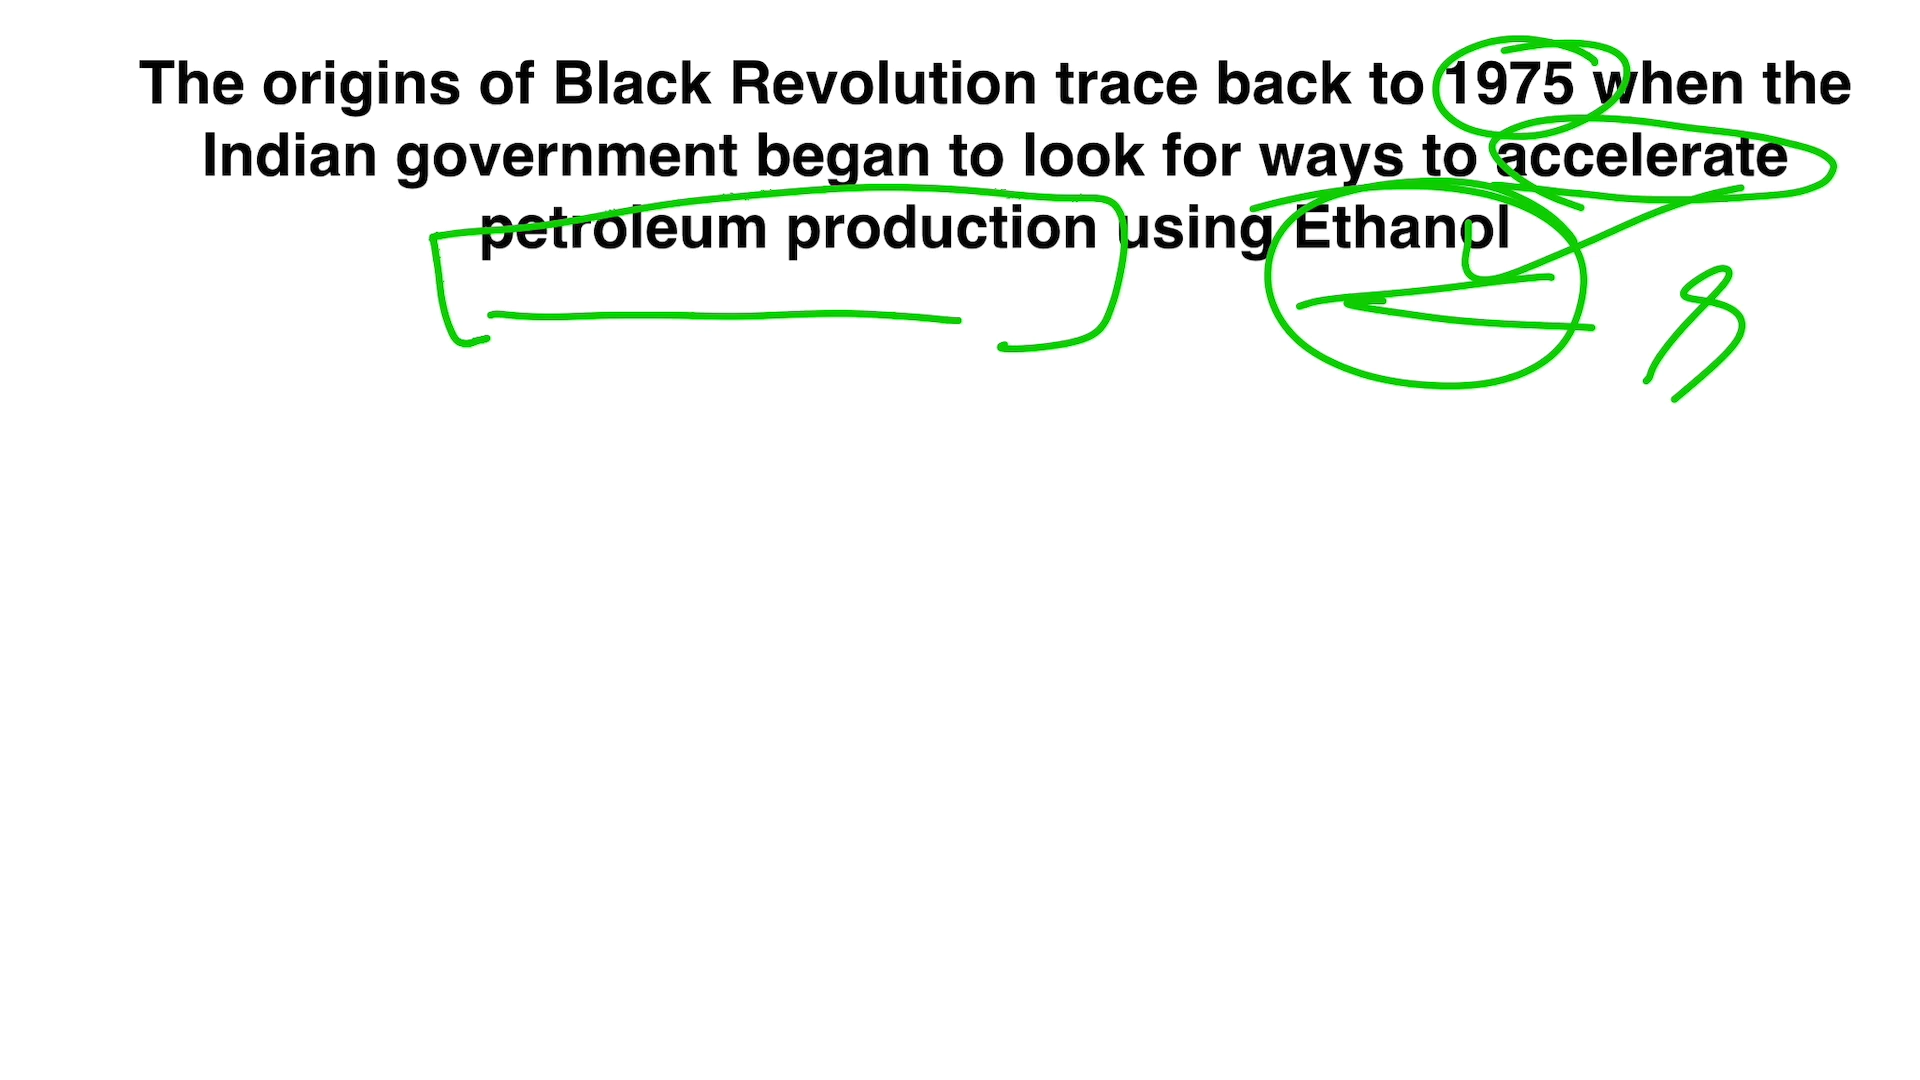 The origins of Black Revolution trace back to 1975 when the
Indian government began to look for ways to accelerate
petroleum production using Ethanol